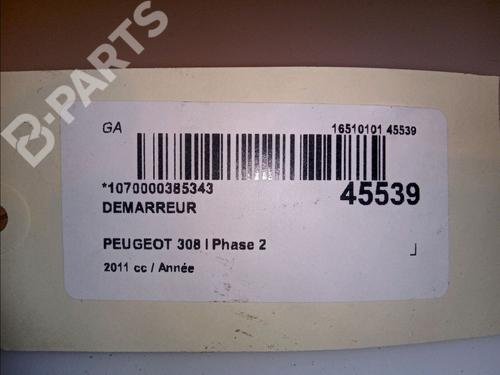 B-PARTS
GA
16510101 45539
*1070000385343
45539
DEMARREUR
PEUGEOT 308 I Phase 2
2011 cc / Année